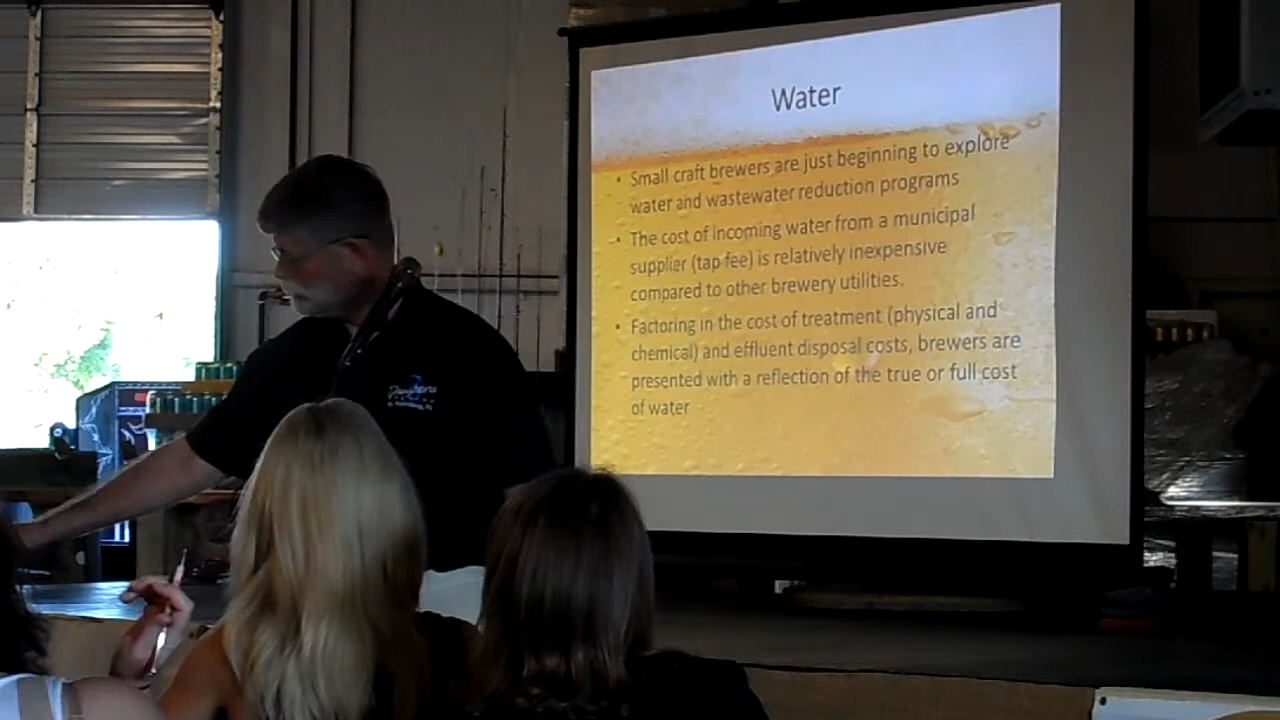 Water
• Small craft brewers are just beginning to explore
water and wastewater reduction programs
• The cost of incoming water from a municipal
supplier (tap fee) is relatively inexpensive
compared to other brewery utilities.
• Factoring in the cost of treatment (physical and
chemical) and effluent disposal costs, brewers are
presented with a reflection of the true or full cost
of water